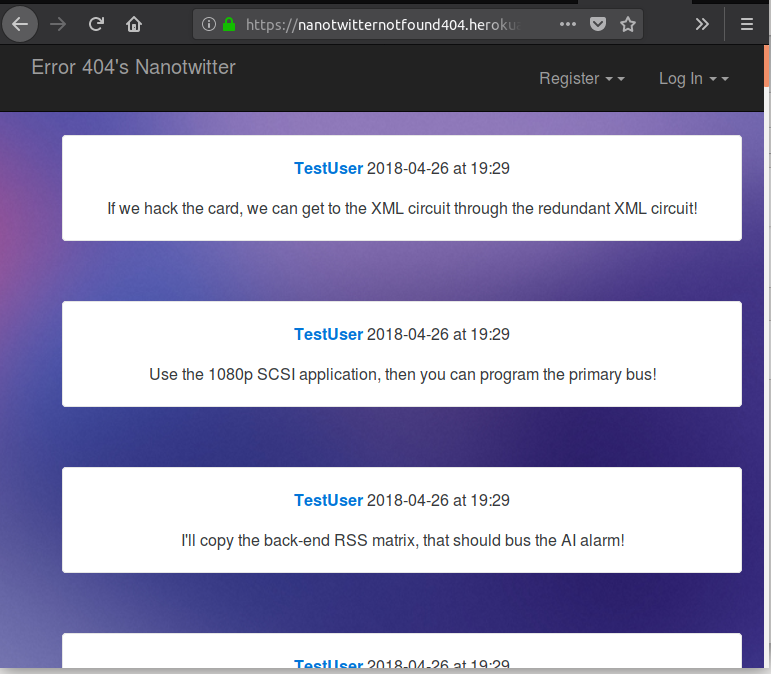 https://nanotwitternotfound404.heroku
Error 404's Nanotwitter
Register
Log In
TestUser 2018-04-26 at 19:29
If we hack the card, we can get to the XML circuit through the redundant XML circuit!
TestUser 2018-04-26 at 19:29
Use the 1080p SCSI application, then you can program the primary bus!
TestUser 2018-04-26 at 19:29
I'll copy the back-end RSS matrix, that should bus the AI alarm!
TestUser 2018-04-26 at 19:29